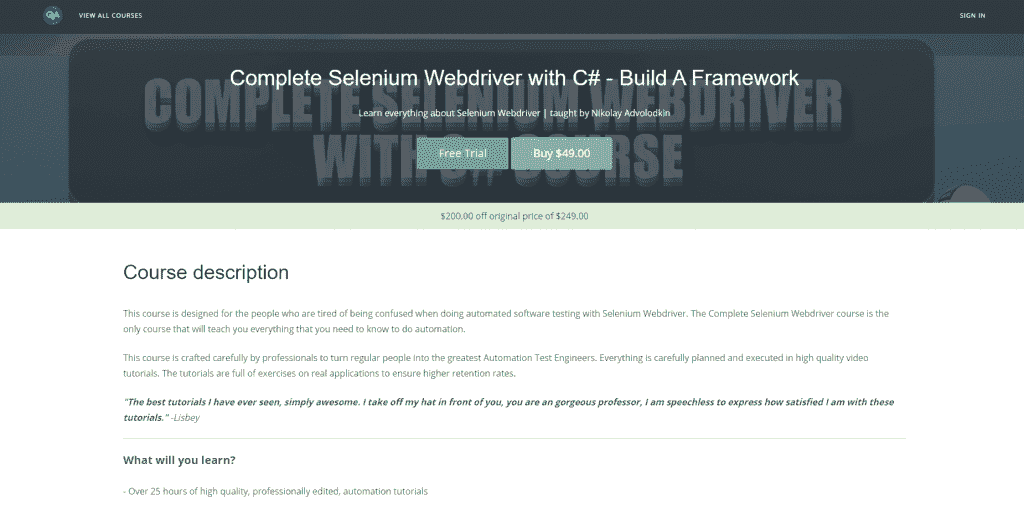 QA
VIEW ALL COURSES
SIGN IN
COMPLETE SELENIUM WEBDRIVER
WITH C# COURSE
Complete Selenium Webdriver with C# - Build A Framework
Learn everything about Selenium Webdriver | taught by Nikolay Advolodkin
Free Trial
Buy $49.00
$200.00 off original price of $249.00
Course description
This course is designed for the people who are tired of being confused when doing automated software testing with Selenium Webdriver. The Complete Selenium Webdriver course is the
only course that will teach you everything that you need to know to do automation.
This course is crafted carefully by professionals to turn regular people into the greatest Automation Test Engineers. Everything is carefully planned and executed in high quality video
tutorials. The tutorials are full of exercises on real applications to ensure higher retention rates.
"The best tutorials I have ever seen, simply awesome. I take off my hat in front of you, you are an gorgeous professor, I am speechless to express how satisfied I am with these
tutorials." -Lisbey
What will you learn?
- Over 25 hours of high quality, professionally edited, automation tutorials